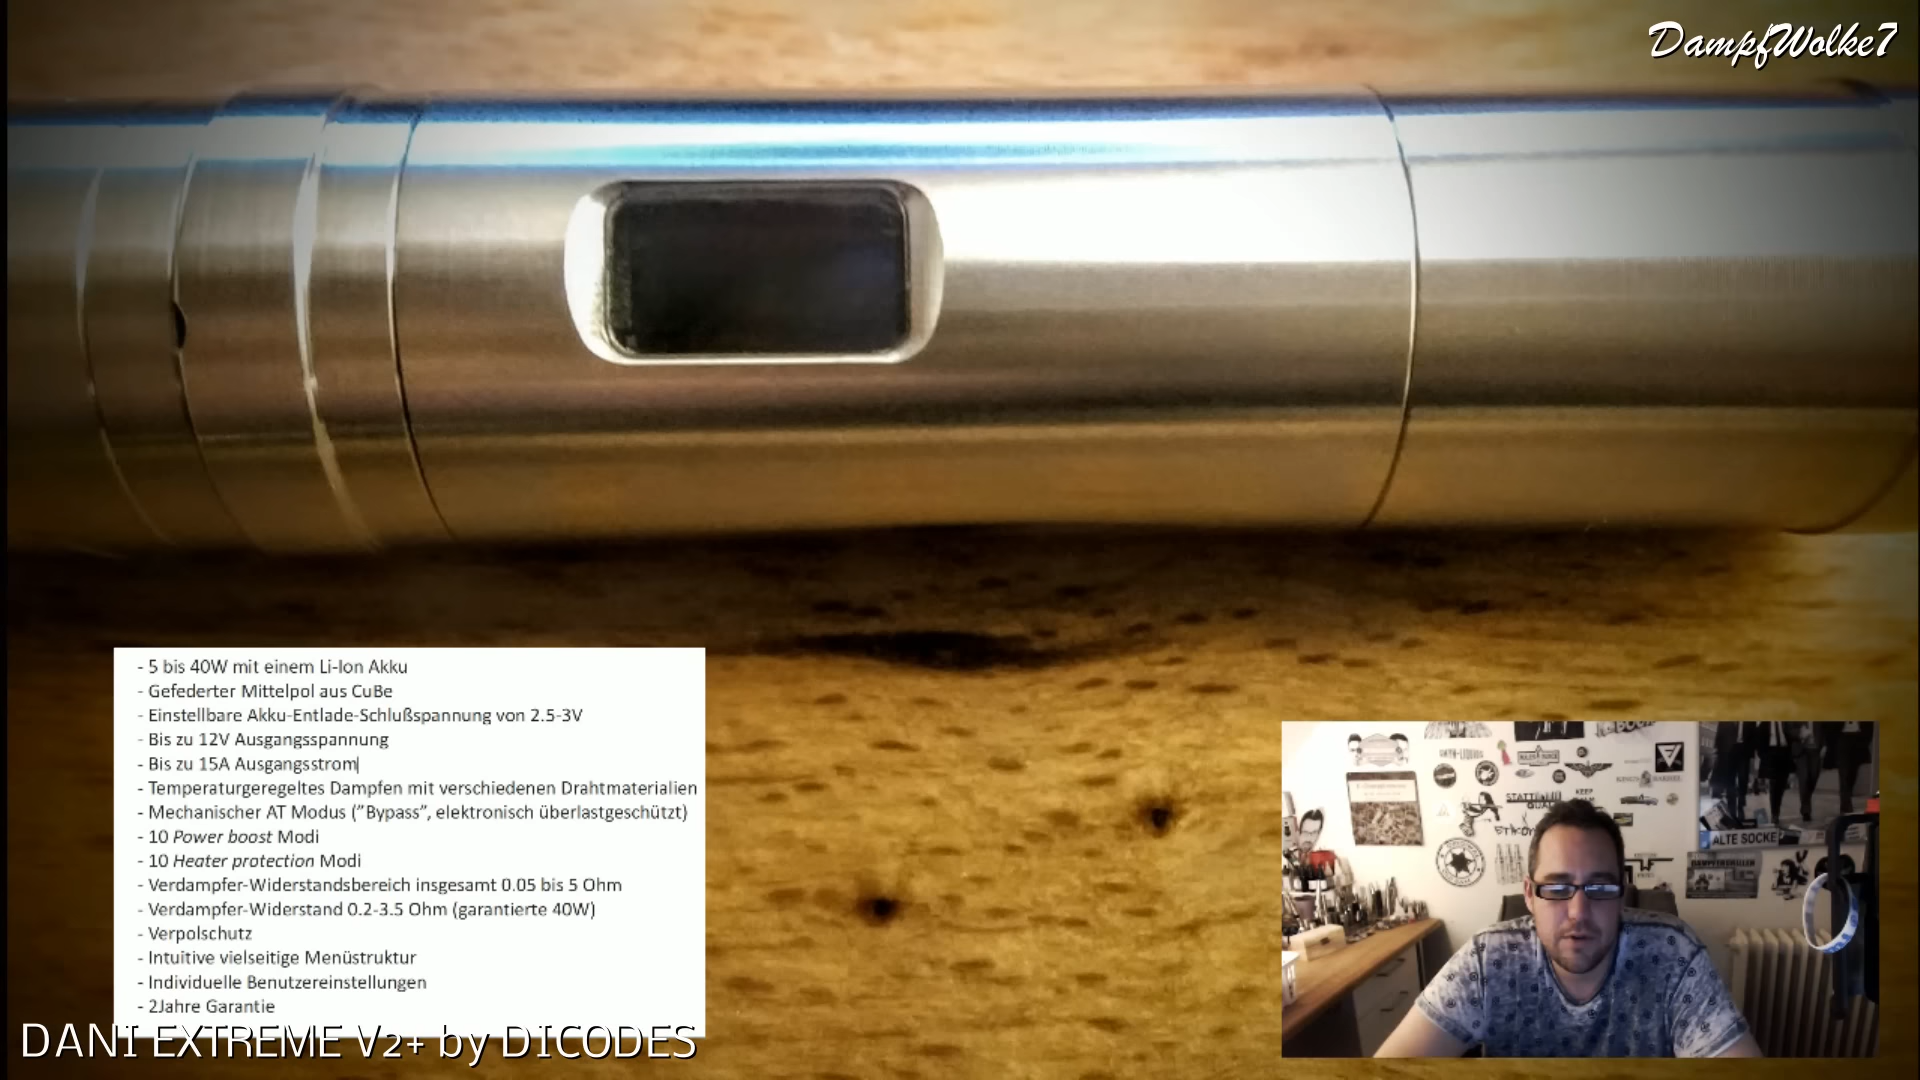 DampfWolke7
- 5 bis 40W mit einem Li-Ion Akku
- Gefederter Mittelpol aus CuBe
- Einstellbare Akku-Entlade-Schlußspannung von 2.5-3V
- Bis zu 12V Ausgangsspannung
- Bis zu 15A Ausgangsstrom
- Temperaturgeregeltes Dampfen mit verschiedenen Drahtmaterialien
- Mechanischer AT Modus ("Bypass", elektronisch überlastgeschützt)
- 10 Power boost Modi
- 10 Heater protection Modi
- Verdampfer-Widerstandsbereich insgesamt 0.05 bis 5 Ohm
- Verdampfer-Widerstand 0.2-3.5 Ohm (garantierte 40W)
- Verpolschutz
- Intuitive vielseitige Menüstruktur
- Individuelle Benutzereinstellungen
- 2Jahre Garantie
DANI EXTREME V2+ by DICODES
ALTE SOCKE